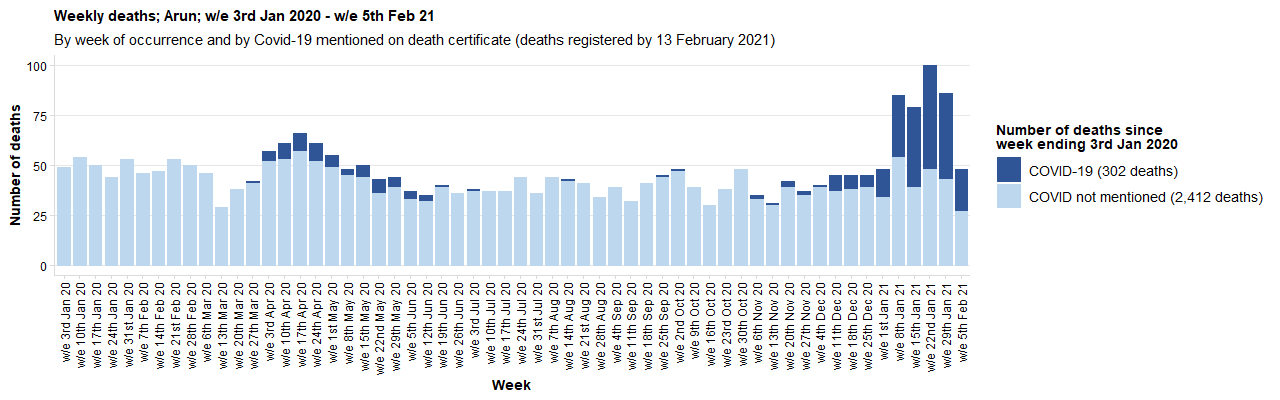 Weekly deaths; Arun; w/e 3rd Jan 2020 - w/e 5th Feb 21
By week of occurrence and by Covid-19 mentioned on death certificate (deaths registered by 13 February 2021)
Number of deaths
100
75
50
25
0
w/e 3rd Jan 20
w/e 10th Jan 20
w/e 17th Jan 20
w/e 24th Jan 20
w/e 31st Jan 20
w/e 7th Feb 20
w/e 14th Feb 20
w/e 21st Feb 20
w/e 28th Feb 20
w/e 6th Mar 20
w/e 13th Mar 20
w/e 20th Mar 20
w/e 27th Mar 20
w/e 3rd Apr 20
w/e 10th Apr 20
w/e 17th Apr 20
w/e 24th Apr 20
w/e 1st May 20
w/e 8th May 20
w/e 15th May 20
w/e 22nd May 20
w/e 29th May 20
w/e 5th Jun 20
w/e 12th Jun 20
w/e 19th Jun 20
w/e 26th Jun 20
w/e 3rd Jul 20
w/e 10th Jul 20
w/e 17th Jul 20
w/e 24th Jul 20
w/e 31st Jul 20
w/e 7th Aug 20
w/e 14th Aug 20
w/e 21st Aug 20
w/e 28th Aug 20
w/e 4th Sep 20
w/e 11th Sep 20
w/e 18th Sep 20
w/e 25th Sep 20
w/e 2nd Oct 20
w/e 9th Oct 20
w/e 16th Oct 20
w/e 23rd Oct 20
w/e 30th Oct 20
w/e 6th Nov 20
w/e 13th Nov 20
w/e 20th Nov 20
w/e 27th Nov 20
w/e 4th Dec 20
w/e 11th Dec 20
w/e 18th Dec 20
w/e 25th Dec 20
w/e 1st Jan 21
w/e 8th Jan 21
w/e 15th Jan 21
w/e 22nd Jan 21
w/e 29th Jan 21
w/e 5th Feb 21
Week
Number of deaths since
week ending 3rd Jan 2020
COVID-19 (302 deaths)
COVID not mentioned (2,412 deaths)